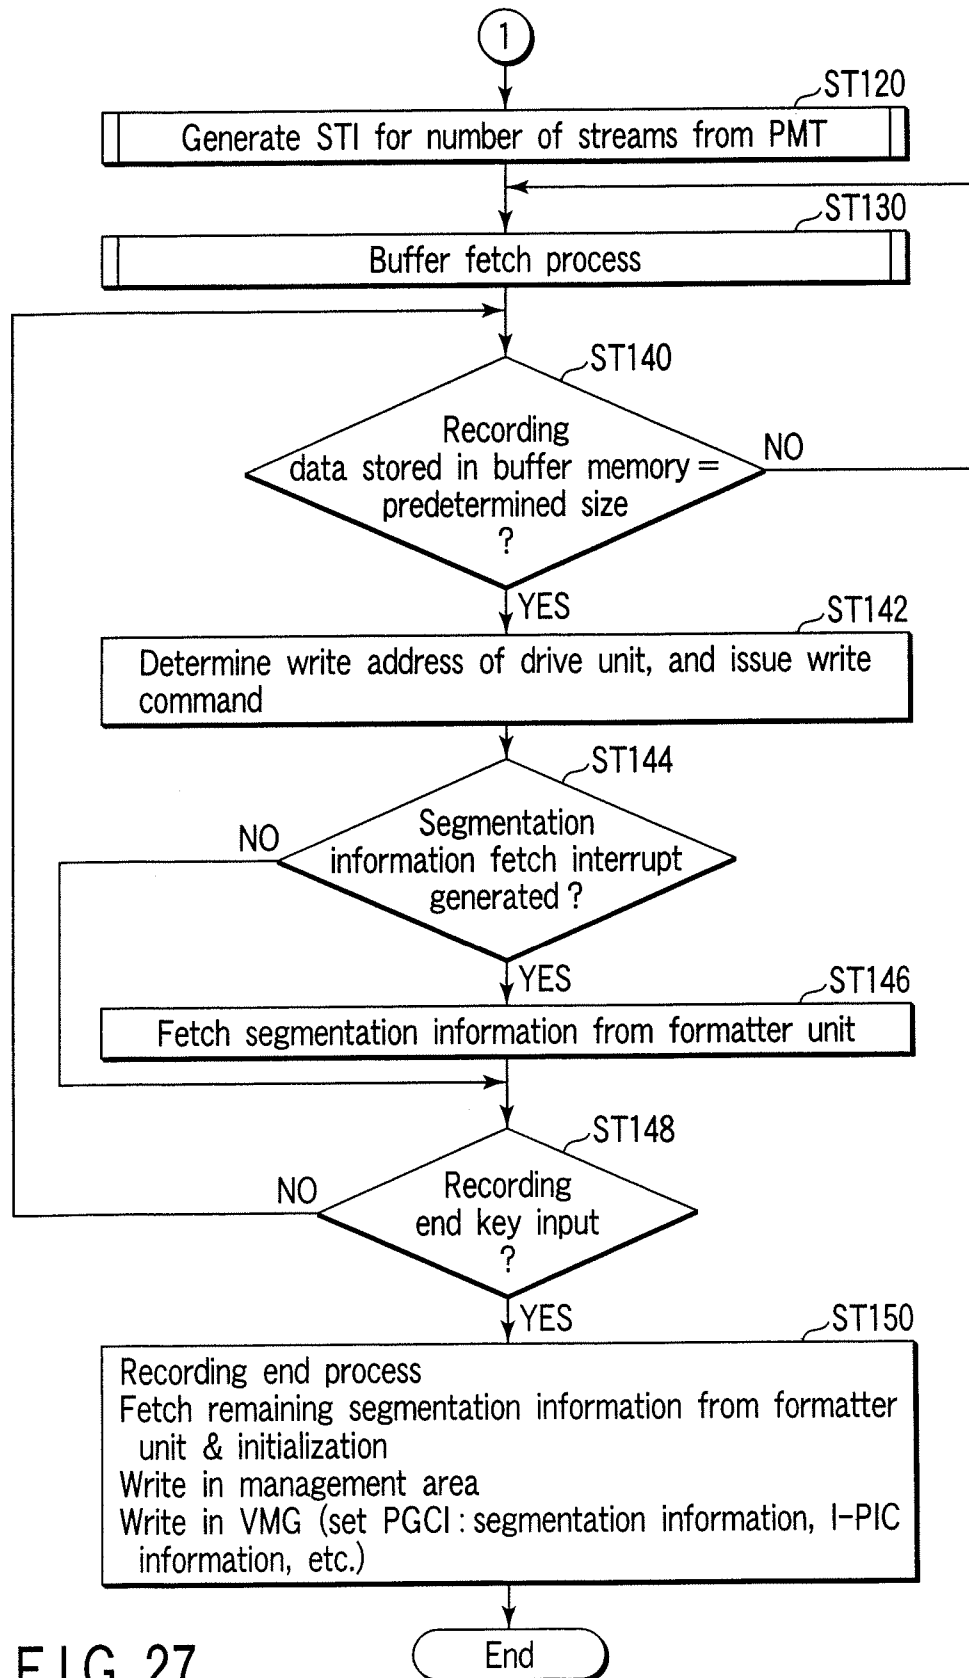 1
ST120
Generate STI for number of streams from PMT
ST130
Buffer fetch process
ST140
Recording
data stored in buffer memory =
predetermined size
?
NO
YES
ST142
Determine write address of drive unit, and issue write
command
ST144
Segmentation
information fetch interrupt
generated ?
NO
YES
ST146
Fetch segmentation information from formatter unit
ST148
Recording
end key input
?
NO
YES
ST150
Recording end process
Fetch remaining segmentation information from formatter
unit & initialization
Write in management area
Write in VMG (set PGCI : segmentation information, I-PIC
information, etc.)
End
FIG. 27